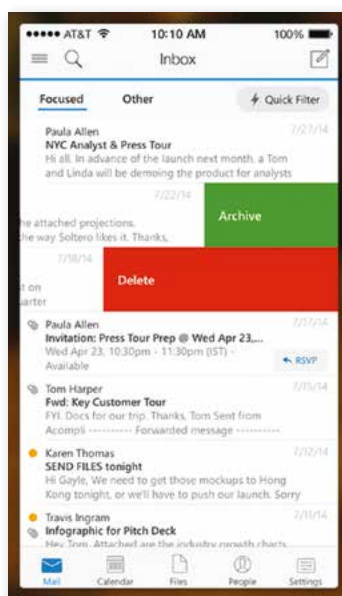 AT&T 10:10 AM 100%
Inbox
Focused Other Quick Filter
Paula Allen 7/27/14
NYC Analyst & Press Tour
Hi all. In advance of the launch next month, a Tom
and Linda will be demoing the product for analysts
7/22/14
he attached projections.
the way Soltero likes it. Thanks,
Archive
7/18/14
st on
uarter
Delete
Paula Allen 7/17/14
Invitation: Press Tour Prep @ Wed Apr 23,...
Wed Apr 23, 10:30pm - 11:30pm (IST) -
Available
RSVP
Tom Harper 7/15/14
Fwd: Key Customer Tour
FYI. Docs for our trip. Thanks, Tom Sent from
Acompli ---------- Forwarded message ----------
Karen Thomas 7/12/14
SEND FILES tonight
Hi Gayle, We need to get those mockups to Hong
Kong tonight, or we'll have to push our launch. Sorry
Travis Ingram 7/11/14
Infographic for Pitch Deck
Hey Tom, Attached are the industry growth charts
Mail Calendar Files People Settings